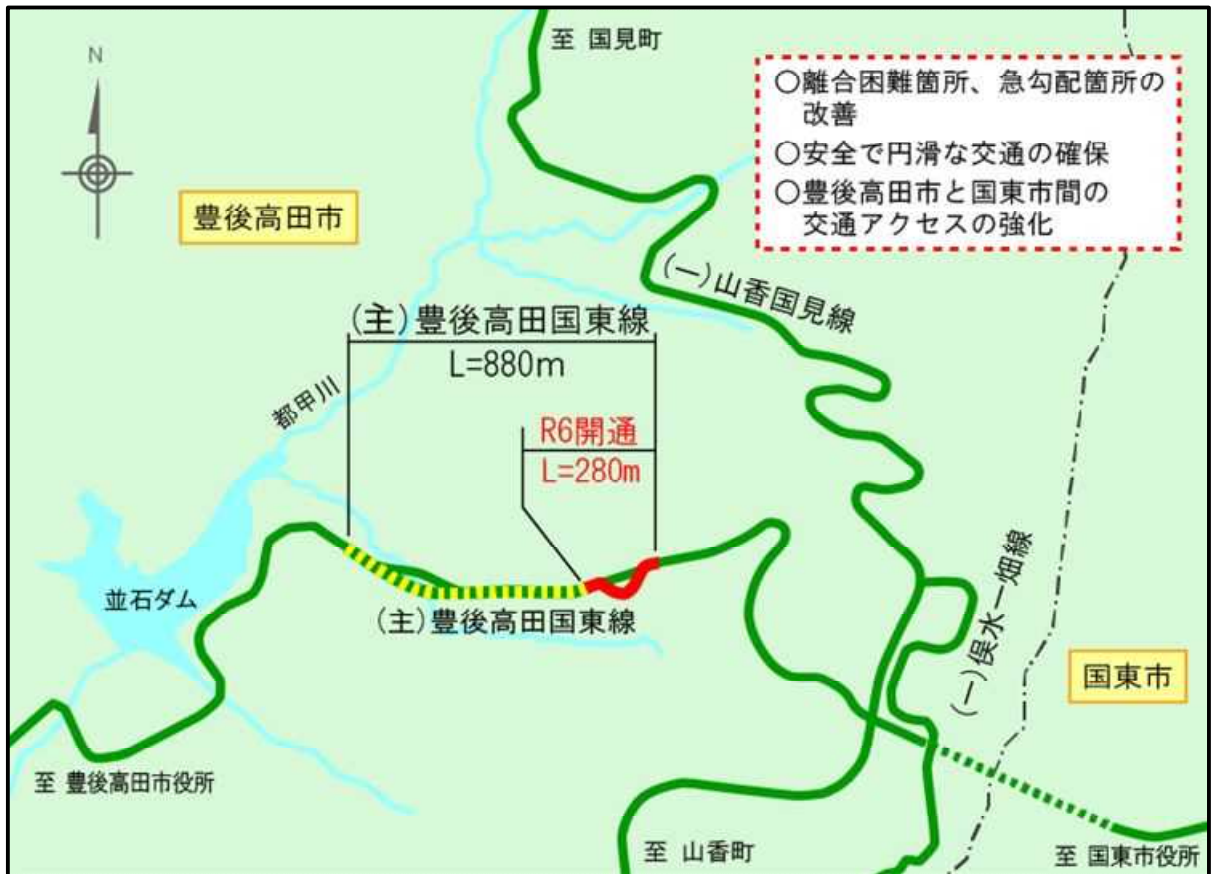 至 国見町
N
○離合困難箇所、急勾配箇所の
改善
○安全で円滑な交通の確保
○豊後高田市と国東市間の
交通アクセスの強化
豊後高田市
(一)山香国見線
(主)豊後高田国東線
L=880m
都甲川
R6開通
L=280m
並石ダム
(主)豊後高田国東線
(一)俣水一畑線
国東市
至 豊後高田市役所
至 山香町
至 国東市役所